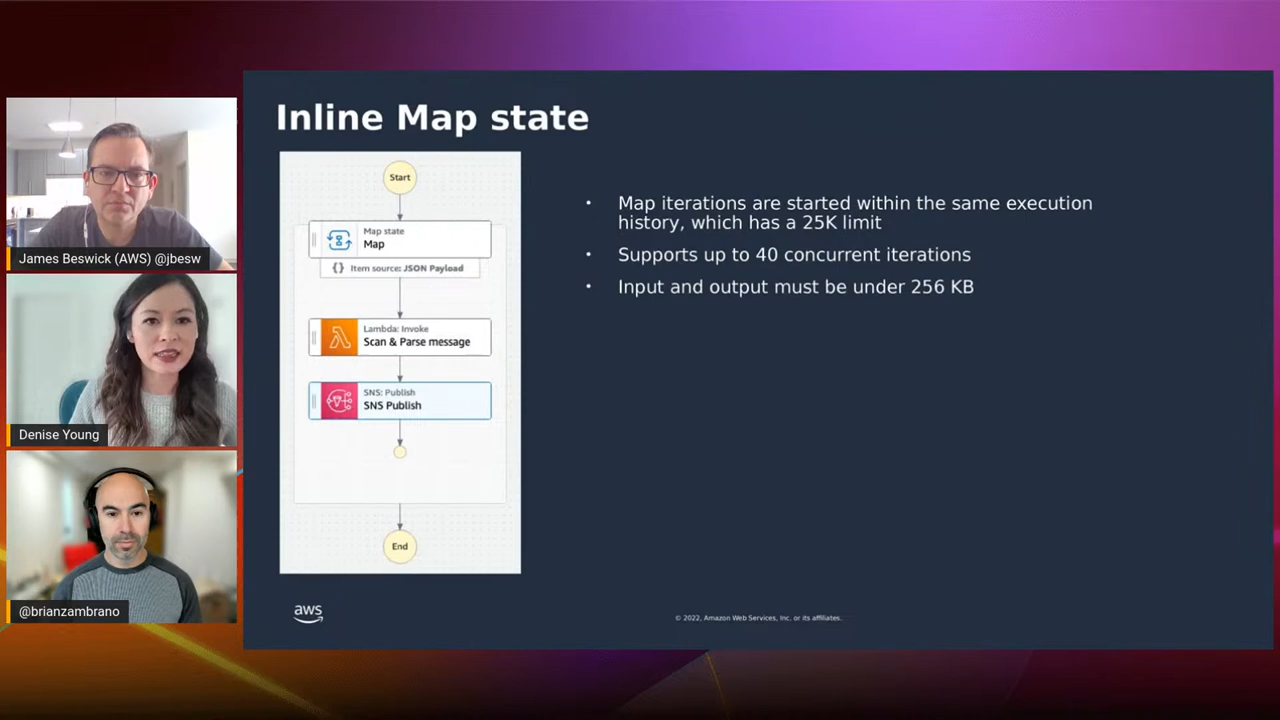 James Beswick (AWS) @jbesw
Denise Young
@brianzambrano
Inline Map state
Start
Map state
Map
{} Item source: JSON Payload
Lambda: Invoke
Scan & Parse message
SNS: Publish
SNS Publish
End
• Map iterations are started within the same execution
history, which has a 25K limit
• Supports up to 40 concurrent iterations
• Input and output must be under 256 KB
aws
© 2022, Amazon Web Services, Inc. or its affiliates.